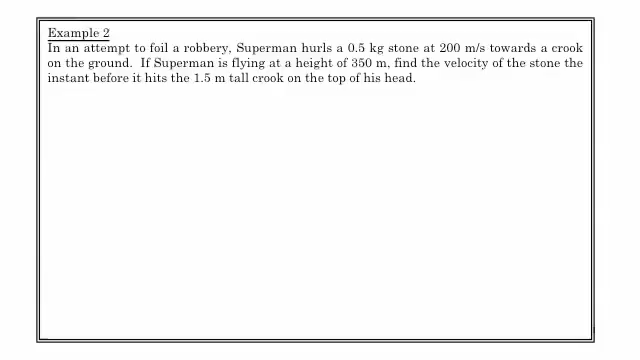 Example 2
In an attempt to foil a robbery, Superman hurls a 0.5 kg stone at 200 m/s towards a crook
on the ground. If Superman is flying at a height of 350 m, find the velocity of the stone the
instant before it hits the 1.5 m tall crook on the top of his head.